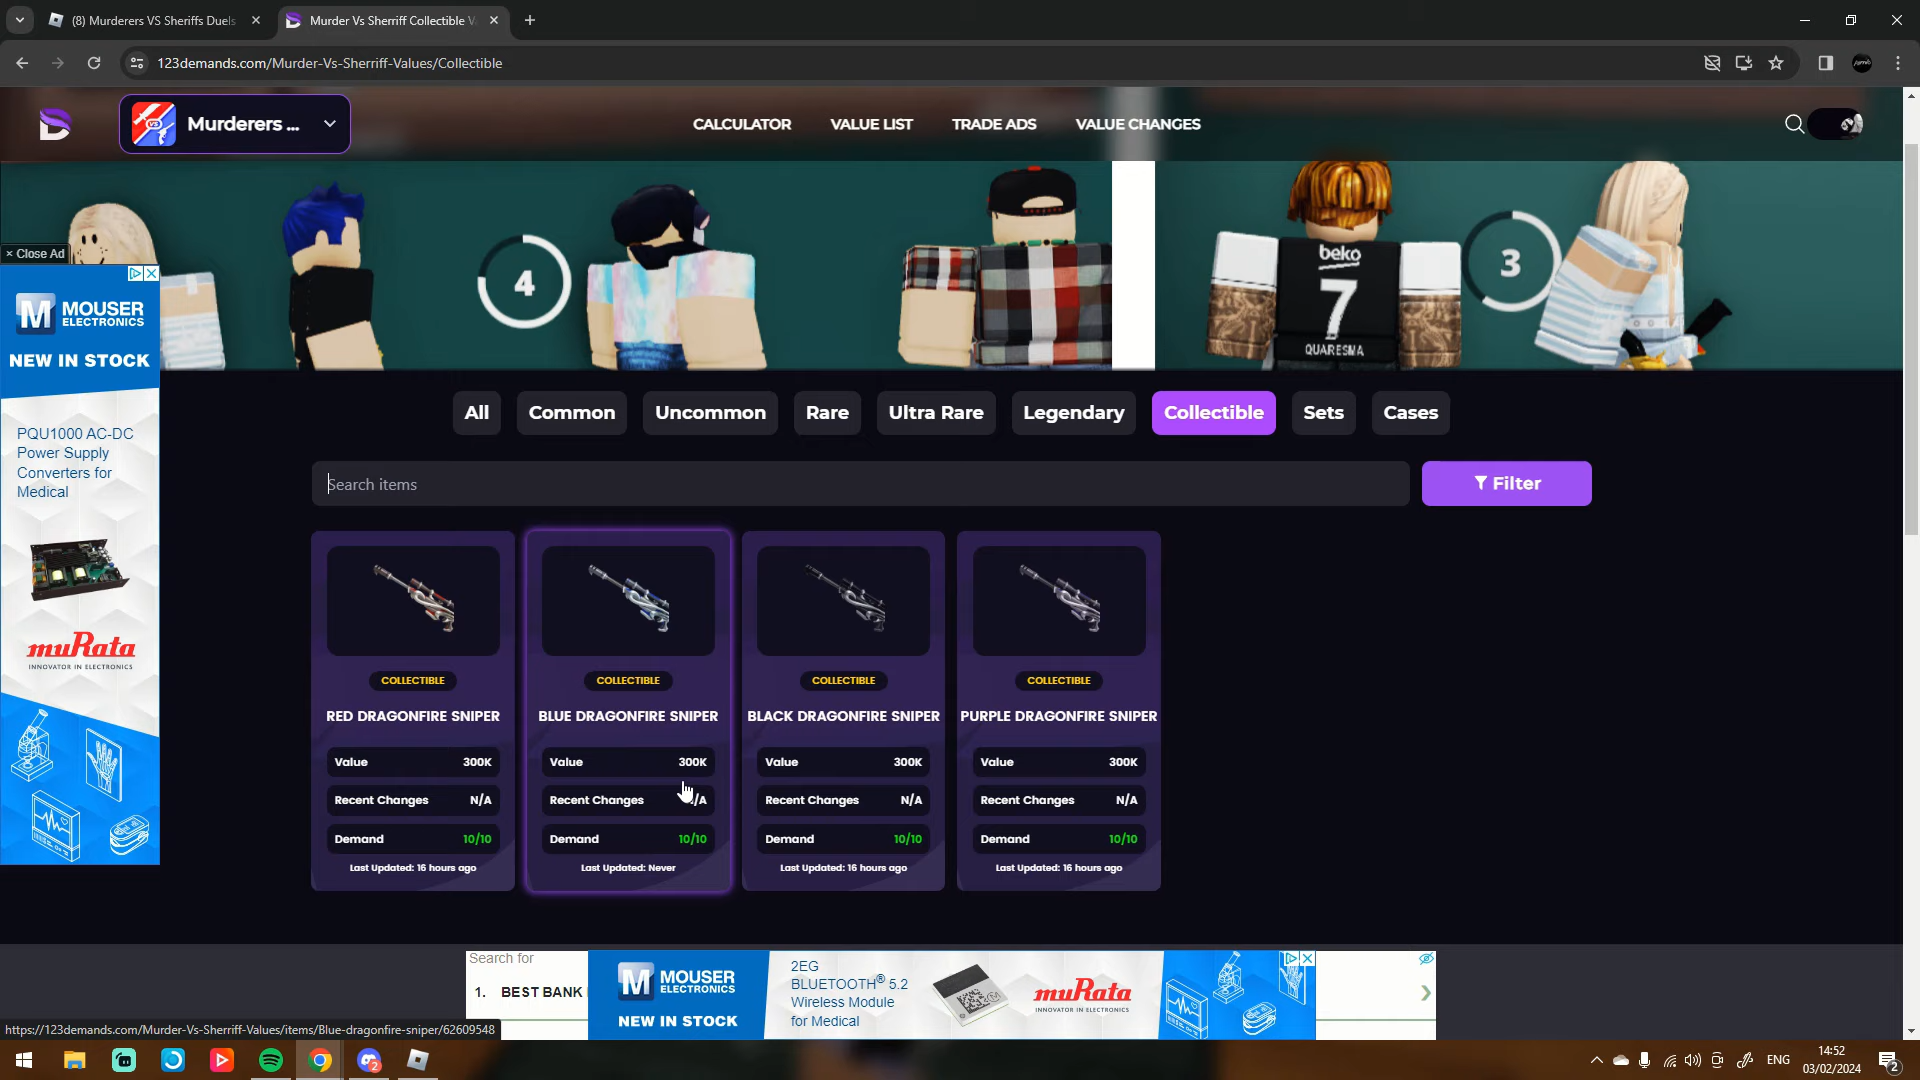 (8) Murderers VS Sheriffs Duels
Murder Vs Sherriff Collectible V
123demands.com/Murder-Vs-Sherriff-Values/Collectible
VS
Murderers ...
CALCULATOR
VALUE LIST
TRADE ADS
VALUE CHANGES
4
beko
7
QUARESMA
3
× Close Ad
M MOUSER
ELECTRONICS
NEW IN STOCK
PQU1000 AC-DC
Power Supply
Converters for
Medical
muRata
INNOVATOR IN ELECTRONICS
All
Common
Uncommon
Rare
Ultra Rare
Legendary
Collectible
Sets
Cases
Search items
Filter
COLLECTIBLE
RED DRAGONFIRE SNIPER
Value 300K
Recent Changes N/A
Demand 10/10
Last Updated: 16 hours ago
COLLECTIBLE
BLUE DRAGONFIRE SNIPER
Value 300K
Recent Changes /A
Demand 10/10
Last Updated: Never
COLLECTIBLE
BLACK DRAGONFIRE SNIPER
Value 300K
Recent Changes N/A
Demand 10/10
Last Updated: 16 hours ago
COLLECTIBLE
PURPLE DRAGONFIRE SNIPER
Value 300K
Recent Changes N/A
Demand 10/10
Last Updated: 16 hours ago
Search for
1. BEST BANK
M MOUSER
ELECTRONICS
NEW IN STOCK
2EG
BLUETOOTH® 5.2
Wireless Module
for Medical
muRata
INNOVATOR IN ELECTRONICS
https://123demands.com/Murder-Vs-Sherriff-Values/items/Blue-dragonfire-sniper/62609548
2
ENG
14:52
03/02/2024
2